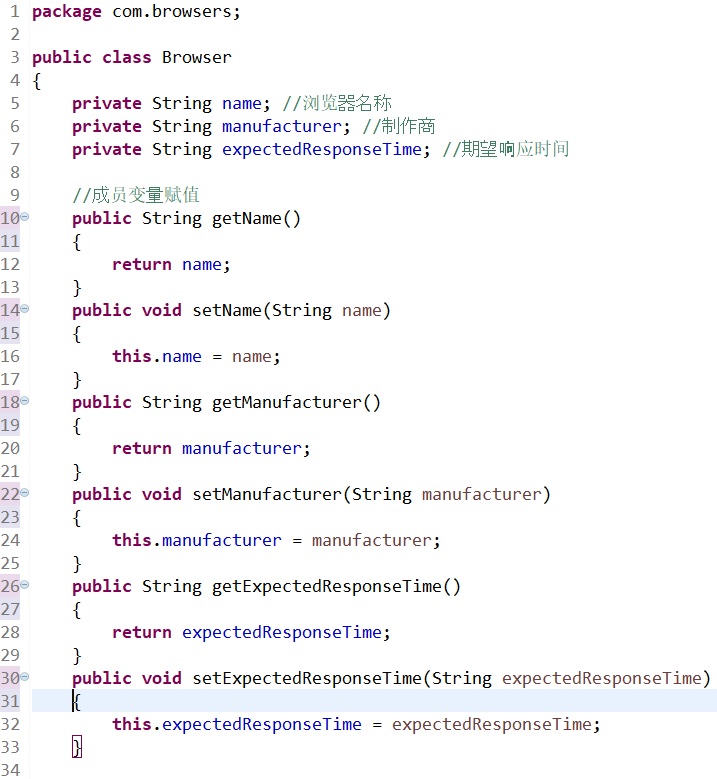 1 package com.browsers;
2
3 public class Browser
4 {
5     private String name; //浏览器名称
6     private String manufacturer; //制作商
7     private String expectedResponseTime; //期望响应时间
8
9     //成员变量赋值
10     public String getName()
11     {
12         return name;
13     }
14     public void setName(String name)
15     {
16         this.name = name;
17     }
18     public String getManufacturer()
19     {
20         return manufacturer;
21     }
22     public void setManufacturer(String manufacturer)
23     {
24         this.manufacturer = manufacturer;
25     }
26     public String getExpectedResponseTime()
27     {
28         return expectedResponseTime;
29     }
30     public void setExpectedResponseTime(String expectedResponseTime)
31     {
32         this.expectedResponseTime = expectedResponseTime;
33     }
34